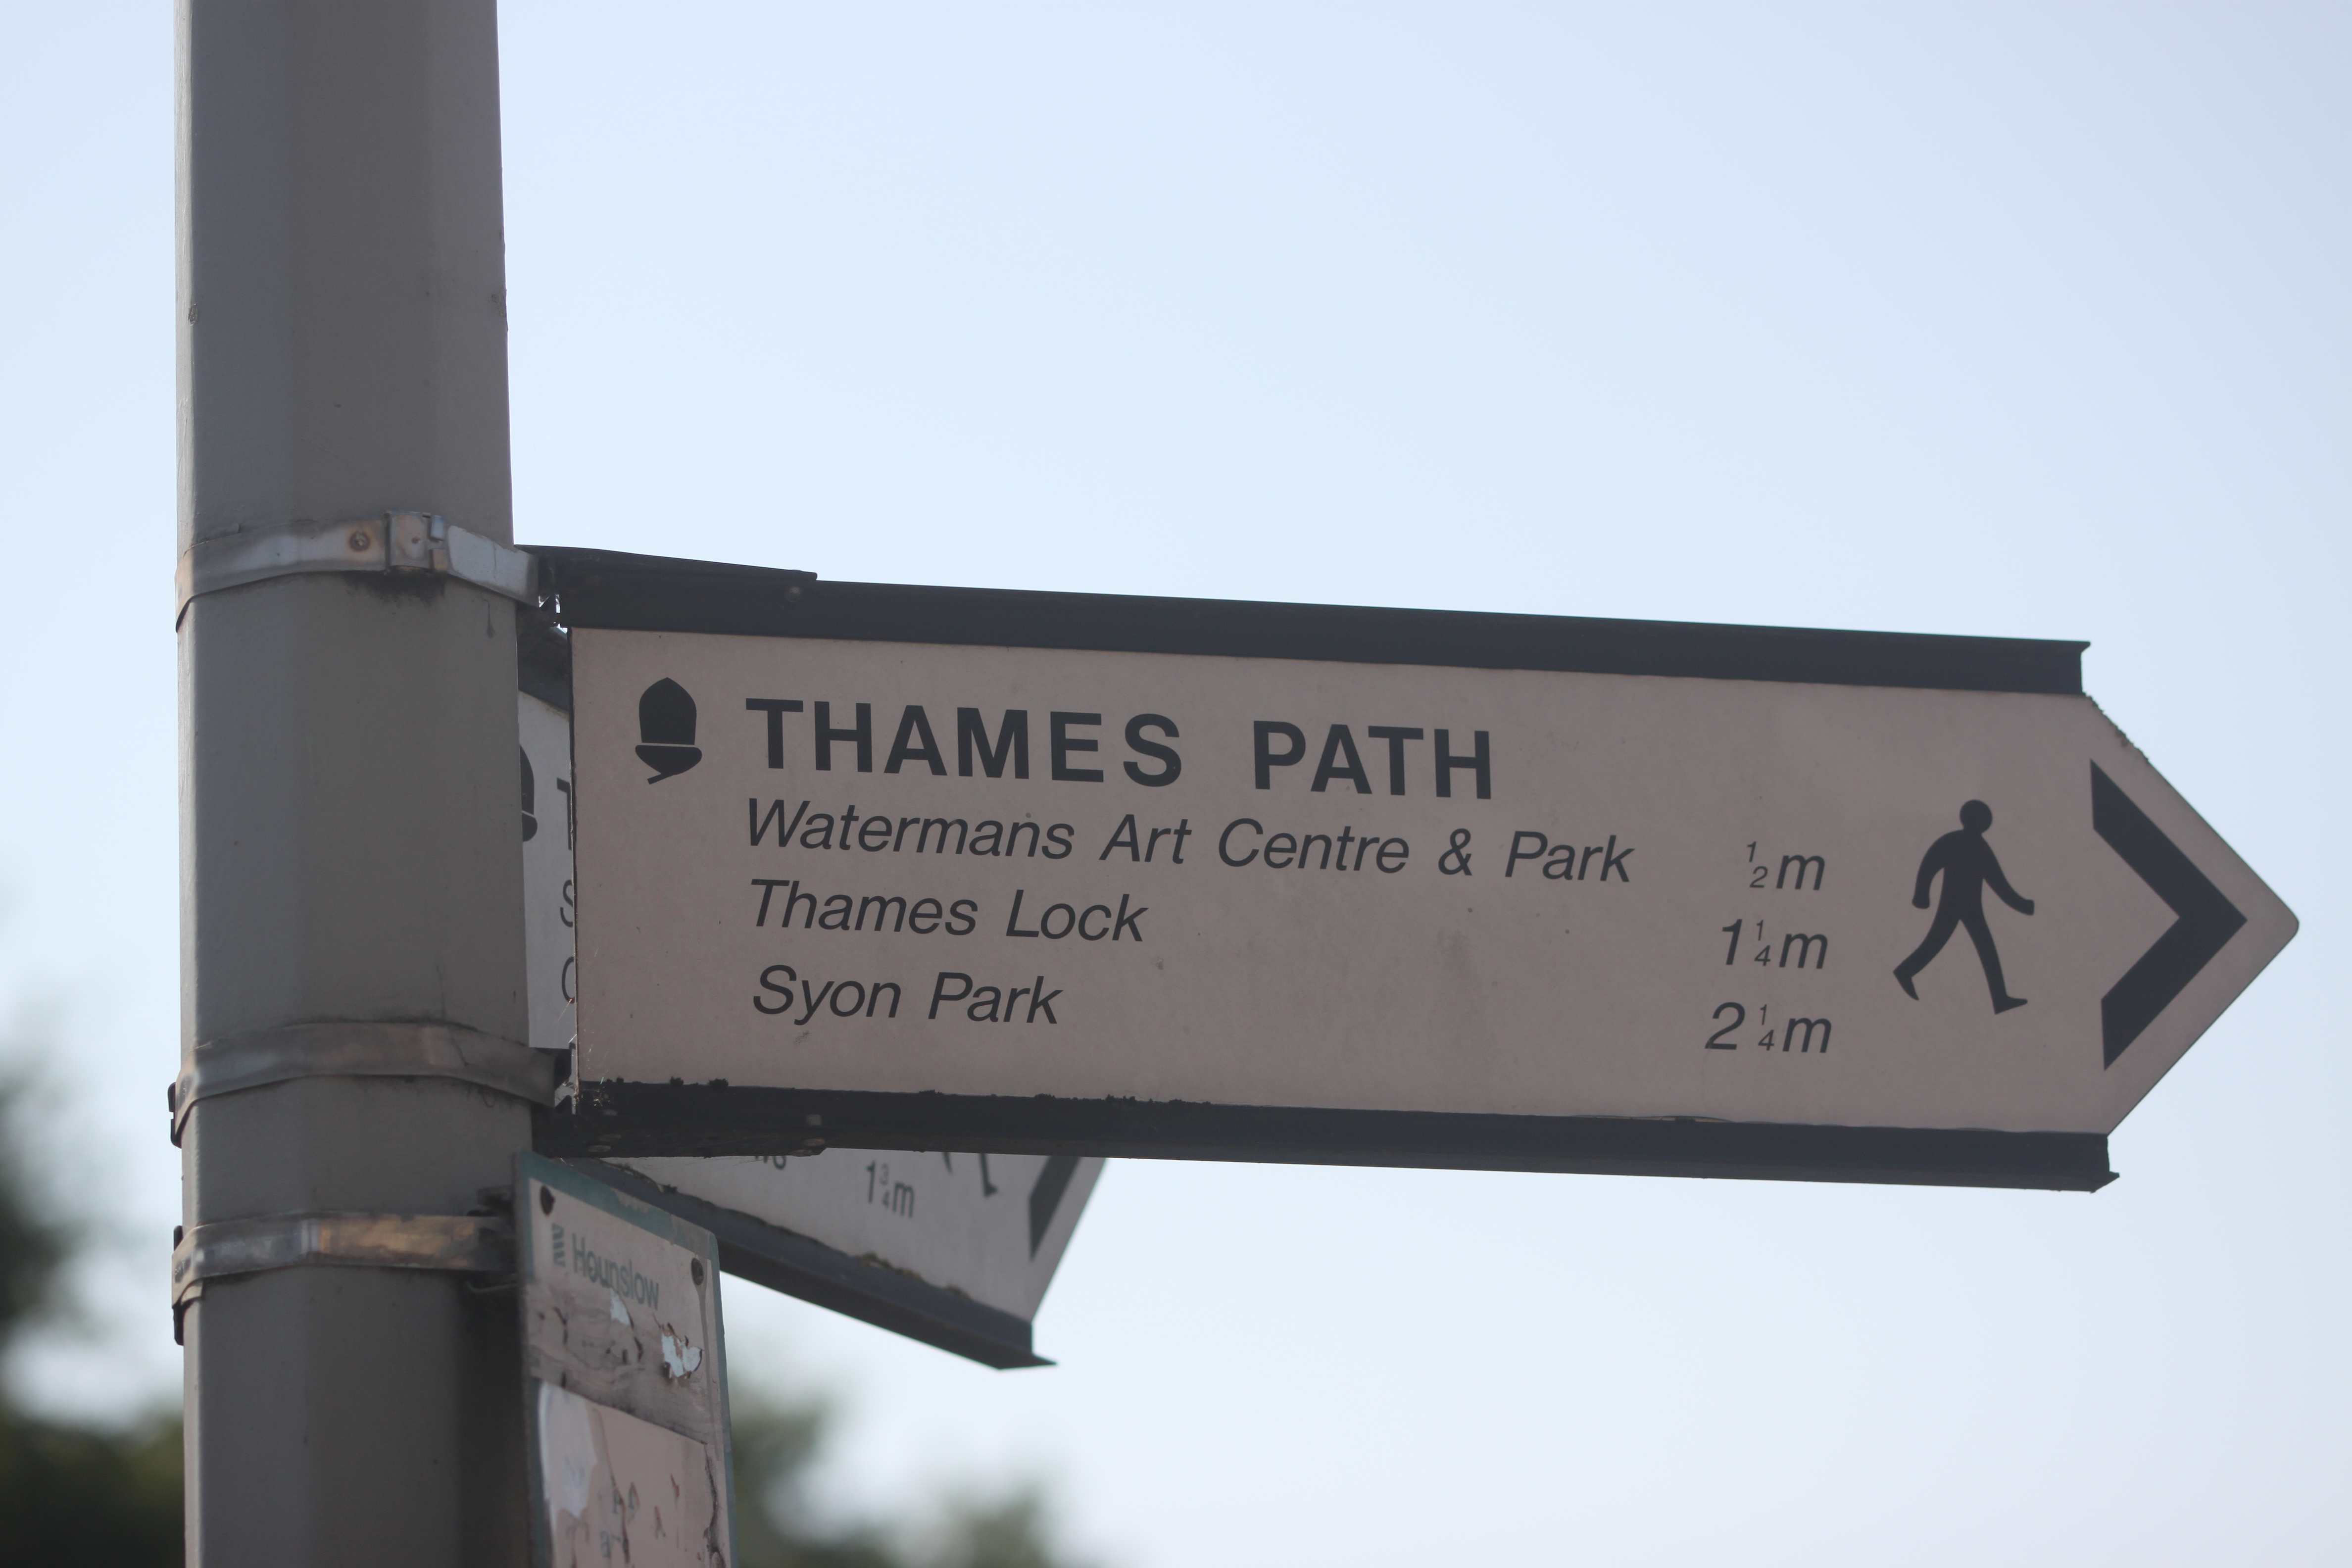 THAMES PATH
Watermans Art Centre & Park ½m
Thames Lock 1¼m
Syon Park 2¼m
1¾m
Hounslow